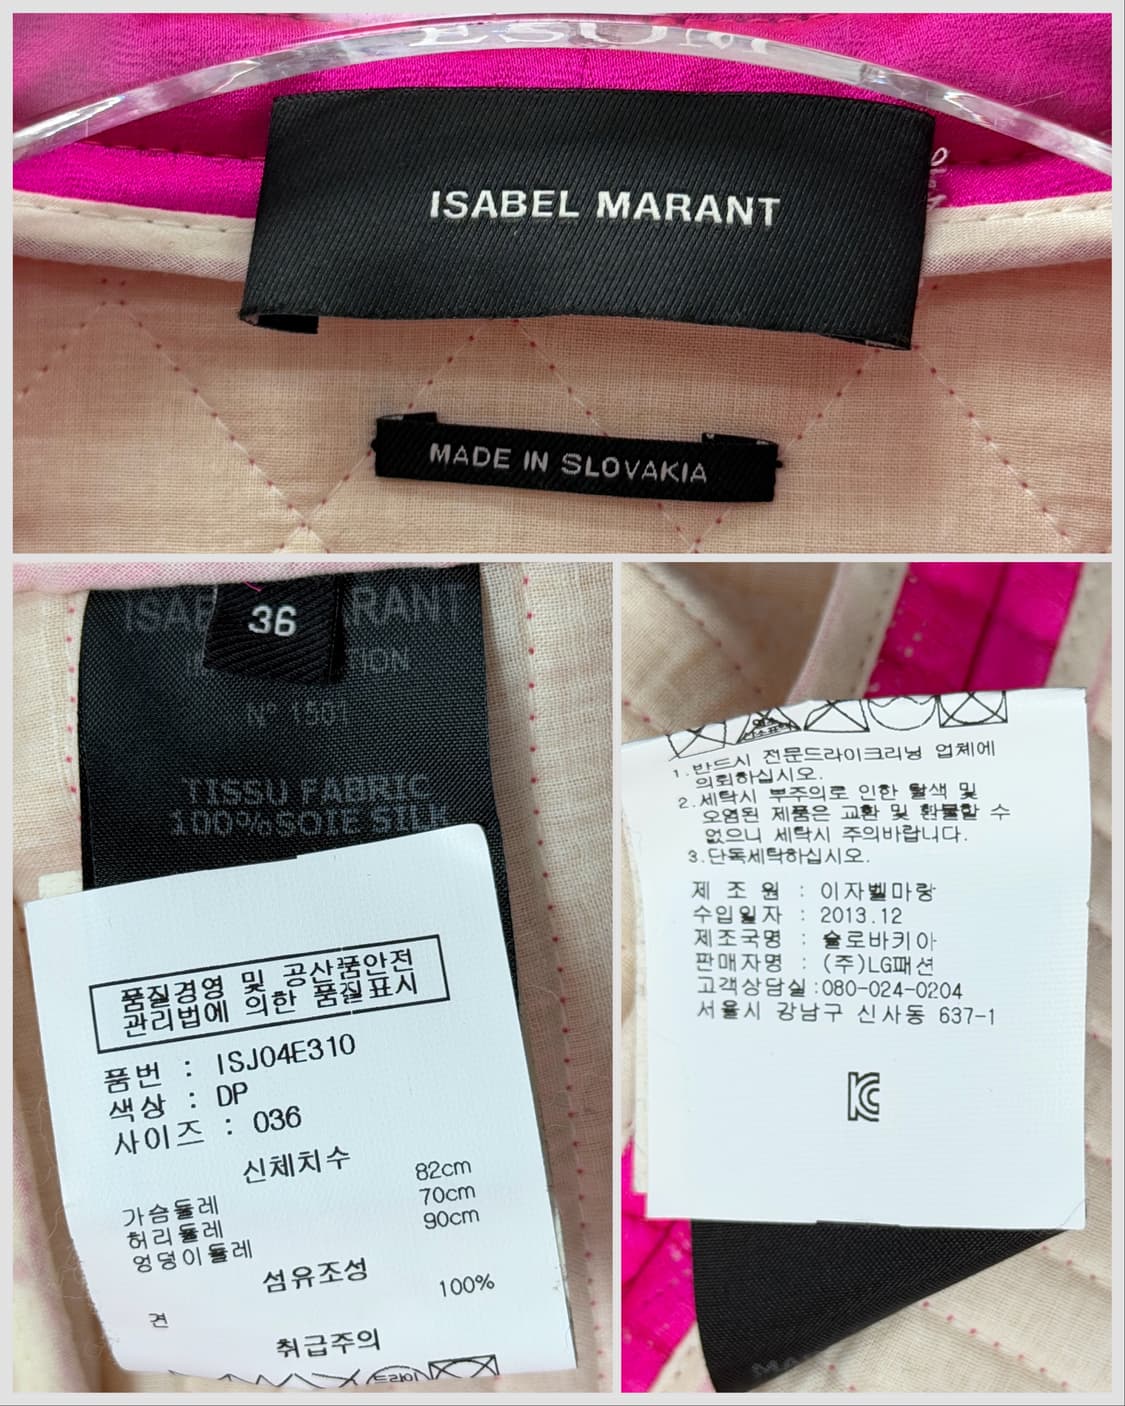 ESUM
ISABEL MARANT
MADE IN SLOVAKIA
36
ISAB RANT
N° 1501
TISSU FABRIC
100%SOIE SILK
품질경영 및 공산품안전
관리법에 의한 품질표시
품번 : ISJ04E310
색상 : DP
사이즈 : 036
신체치수
가슴둘레 82cm
허리둘레 70cm
엉덩이둘레 90cm
섬유조성
견 100%
취급주의
드라이
1.반드시 전문드라이크리닝 업체에
의뢰하십시오.
2.세탁시 부주의로 인한 탈색 및
오염된 제품은 교환 및 환불할 수
없으니 세탁시 주의바랍니다.
3.단독세탁하십시오.
제 조 원 : 이자벨마랑
수입일자 : 2013.12
제조국명 : 슬로바키아
판매자명 : (주)LG패션
고객상담실:080-024-0204
서울시 강남구 신사동 637-1
KC